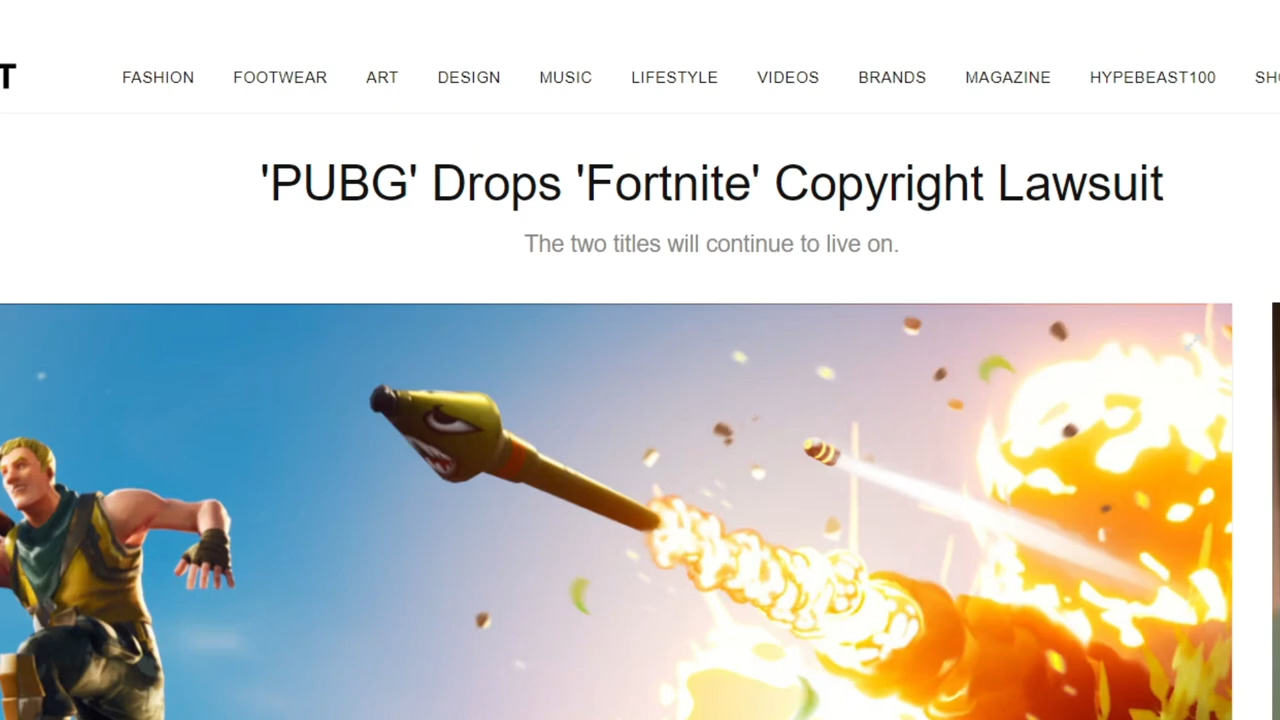 T FASHION FOOTWEAR ART DESIGN MUSIC LIFESTYLE VIDEOS BRANDS MAGAZINE HYPEBEAST100 SH
'PUBG' Drops 'Fortnite' Copyright Lawsuit
The two titles will continue to live on.